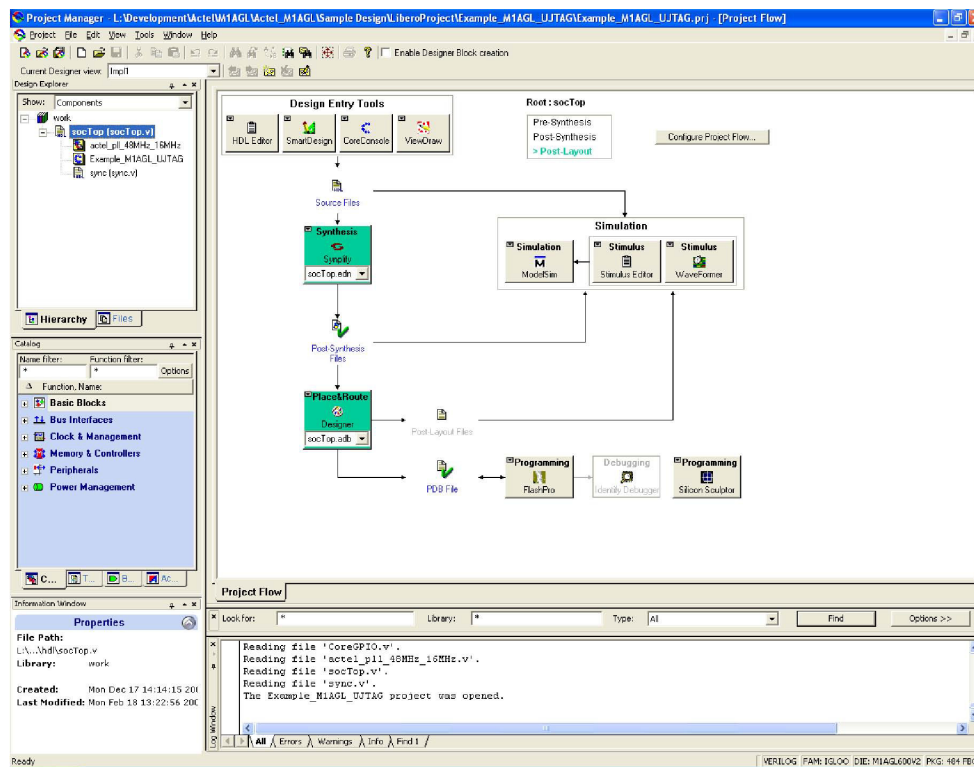 Project Manager - L:\Development\Actel\M1AGL\Actel_M1AGL\Sample Design\LiberoProject\Example_M1AGL_UJTAG\Example_M1AGL_UJTAG.prj - [Project Flow]
Project File Edit View Tools Window Help
Enable Designer Block creation
Current Designer view: Impl1
Design Explorer
Show: Components
work
socTop (socTop.v)
actel_pll_48MHz_16MHz
Example_M1AGL_UJTAG
sync (sync.v)
Hierarchy Files
Catalog
Name filter: Function filter:
* * Options
Function, Name:
Basic Blocks
Bus Interfaces
Clock & Management
Memory & Controllers
Peripherals
Power Management
C... T... B... Ac...
Information Window
Properties
File Path:
L:\...\hdl\socTop.v
Library: work
Created: Mon Dec 17 14:14:15 200
Last Modified: Mon Feb 18 13:22:56 200
Design Entry Tools
HDL Editor SmartDesign CoreConsole ViewDraw
Root : socTop
Pre-Synthesis
Post-Synthesis
> Post-Layout
Configure Project Flow...
Source Files
Synthesis
Synplify
socTop.edn
Simulation
Simulation Stimulus Stimulus
ModelSim Stimulus Editor WaveFormer
Post-Synthesis
Files
Place&Route
Designer
socTop.adb
Post-Layout Files
PDB File
Programming Debugging Programming
FlashPro Identify Debugger Silicon Sculptor
Project Flow
Look for: * Library: * Type: All Find Options >>
Reading file 'CoreGPIO.v'.
Reading file 'actel_pll_48MHz_16MHz.v'.
Reading file 'socTop.v'.
Reading file 'sync.v'.
The Example_M1AGL_UJTAG project was opened.
Log Window
All Errors Warnings Info Find 1
Ready
VERILOG FAM: IGLOO DIE: M1AGL600V2 PKG: 484 FBG